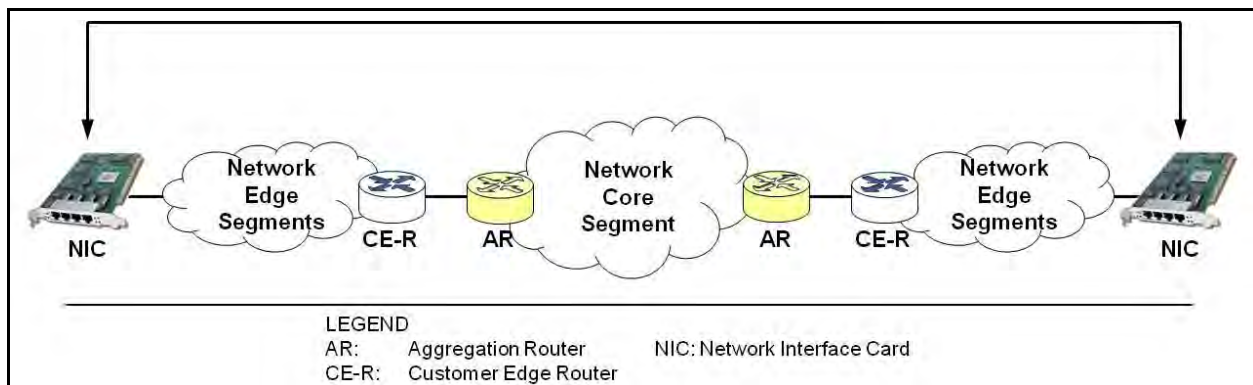 Network
Edge
Segments
Network
Core
Segment
Network
Edge
Segments
NIC
CE-R
AR
AR
CE-R
NIC
LEGEND
AR: Aggregation Router NIC: Network Interface Card
CE-R: Customer Edge Router